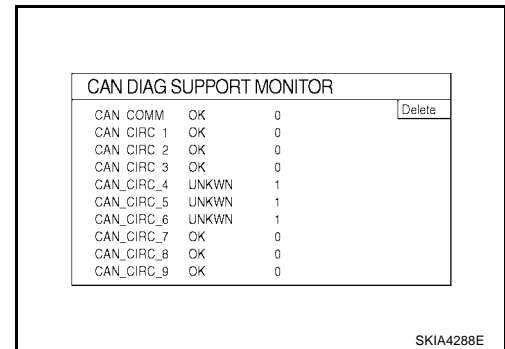 CAN DIAG SUPPORT MONITOR
Delete
CAN COMM OK 0
CAN CIRC 1 OK 0
CAN CIRC 2 OK 0
CAN CIRC 3 OK 0
CAN_CIRC_4 UNKWN 1
CAN_CIRC_5 UNKWN 1
CAN_CIRC_6 UNKWN 1
CAN_CIRC_7 OK 0
CAN_CIRC_8 OK 0
CAN_CIRC_9 OK 0
SKIA4288E